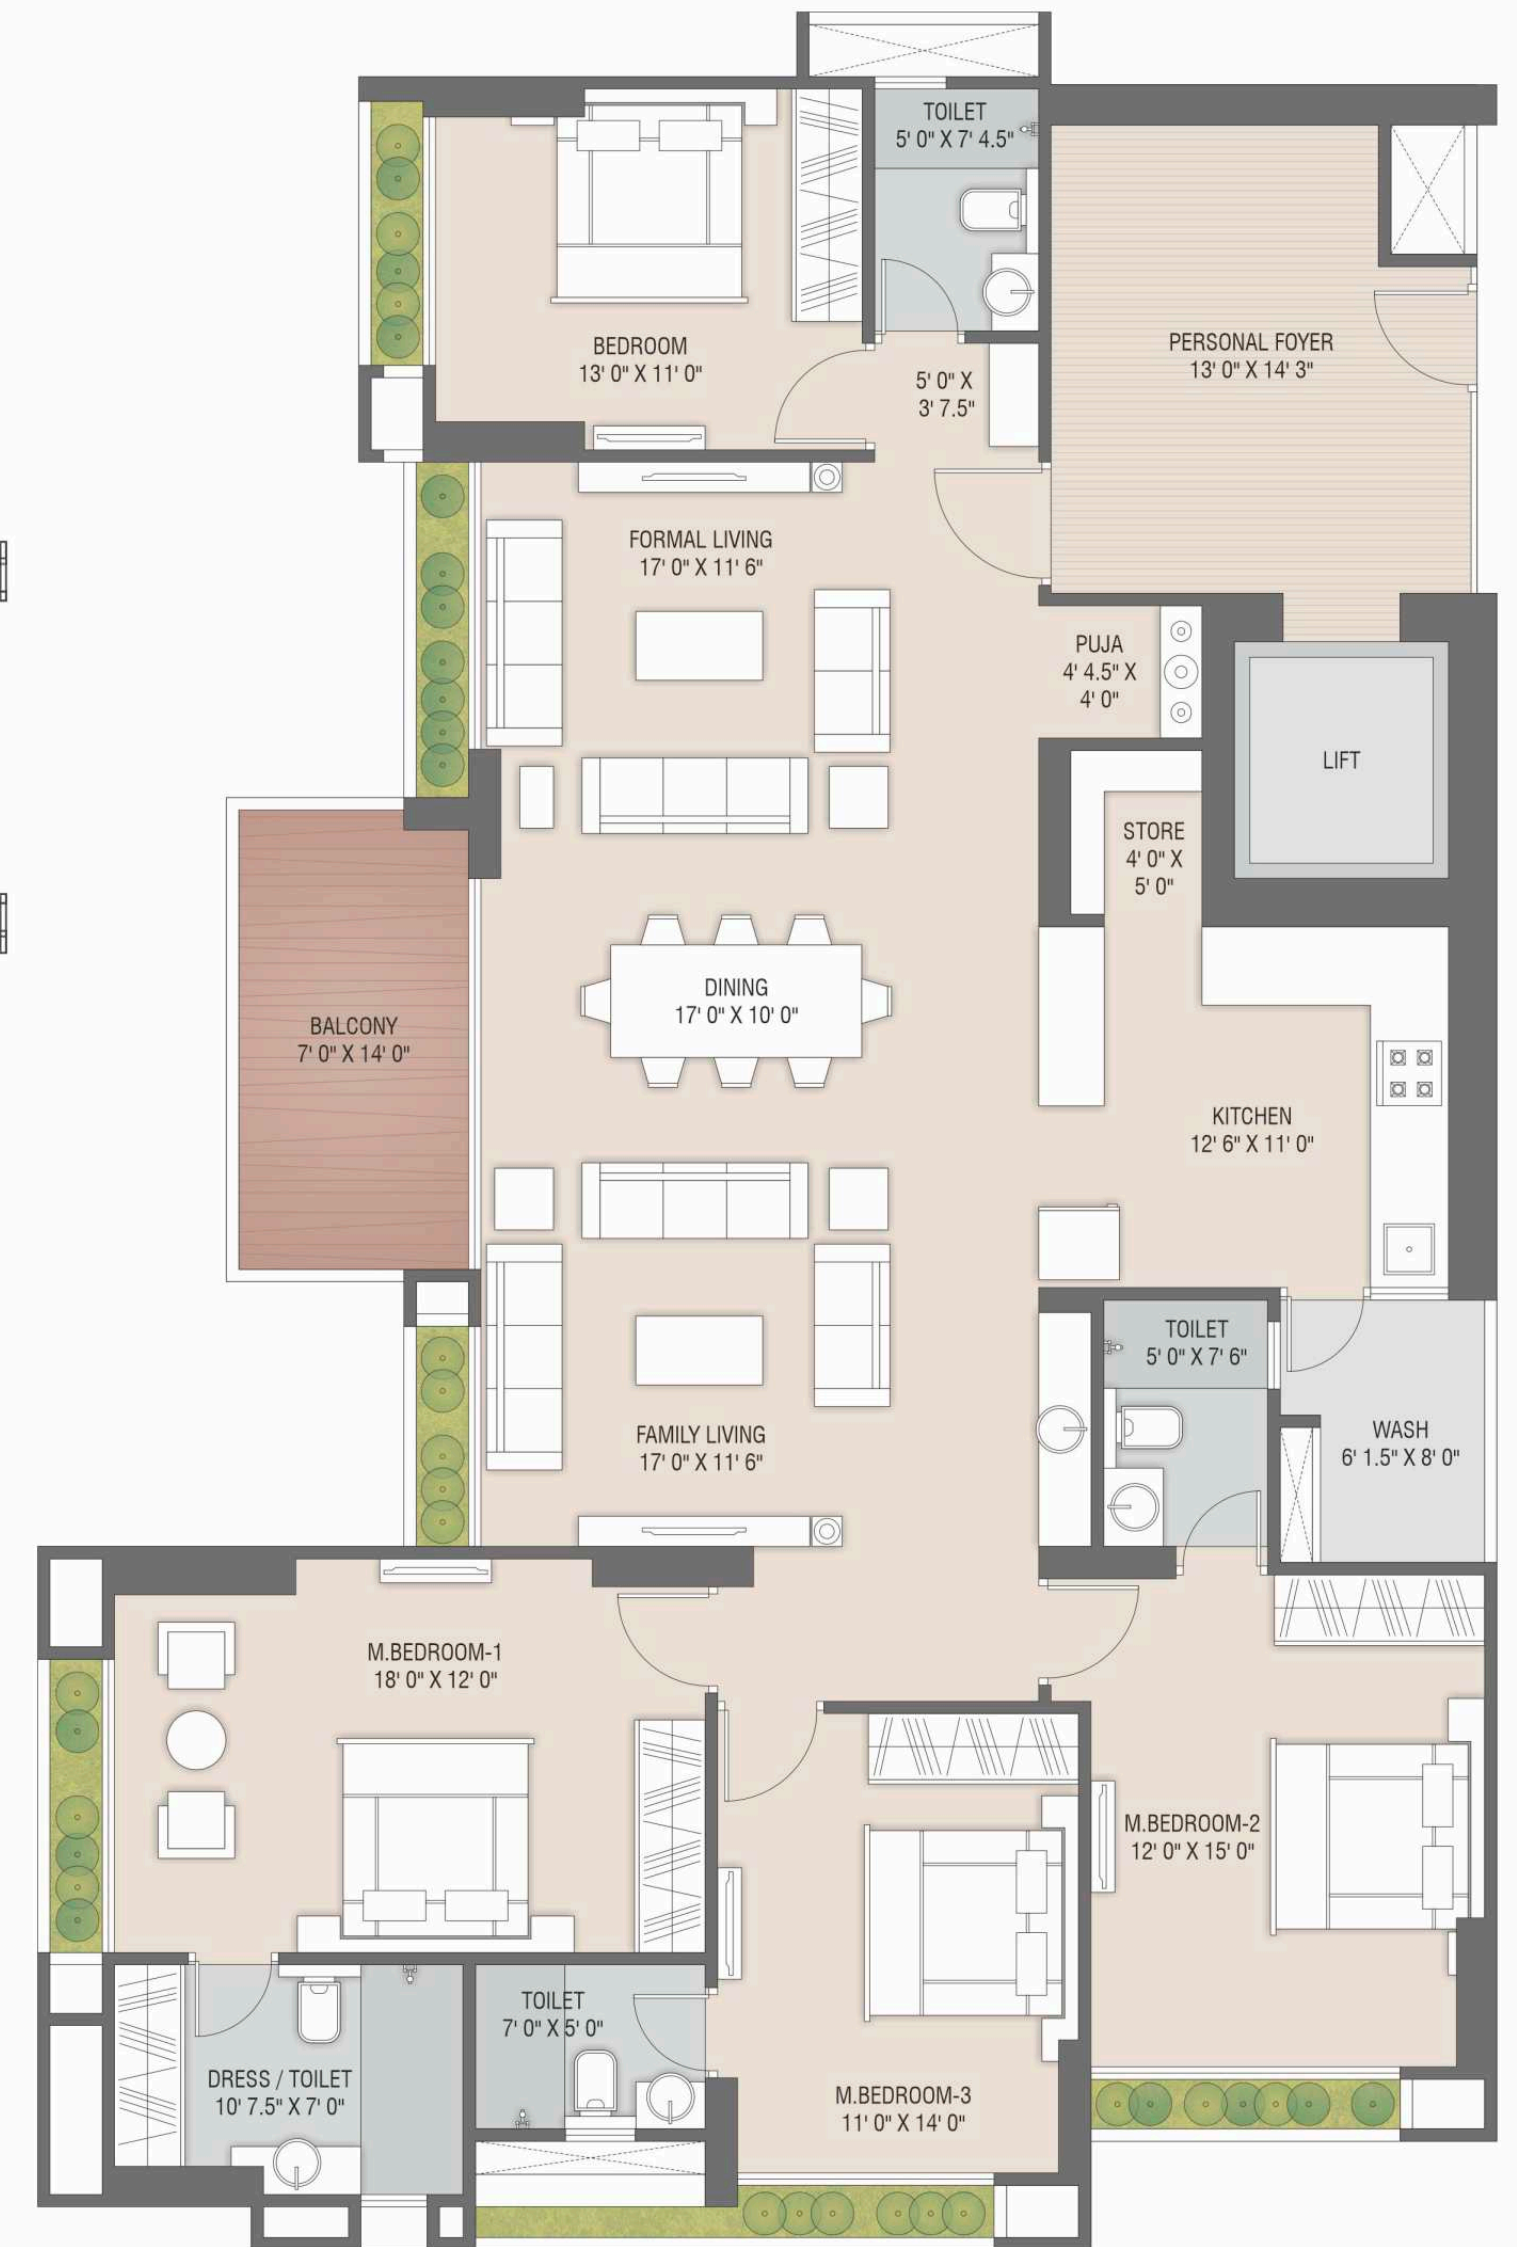 TOILET
5' 0" X 7' 4.5"
BEDROOM
13' 0" X 11' 0"
5' 0" X
3' 7.5"
PERSONAL FOYER
13' 0" X 14' 3"
FORMAL LIVING
17' 0" X 11' 6"
PUJA
4' 4.5" X
4' 0"
LIFT
STORE
4' 0" X
5' 0"
DINING
17' 0" X 10' 0"
BALCONY
7' 0" X 14' 0"
KITCHEN
12' 6" X 11' 0"
TOILET
5' 0" X 7' 6"
FAMILY LIVING
17' 0" X 11' 6"
WASH
6' 1.5" X 8' 0"
M.BEDROOM-1
18' 0" X 12' 0"
M.BEDROOM-2
12' 0" X 15' 0"
TOILET
7' 0" X 5' 0"
DRESS / TOILET
10' 7.5" X 7' 0"
M.BEDROOM-3
11' 0" X 14' 0"